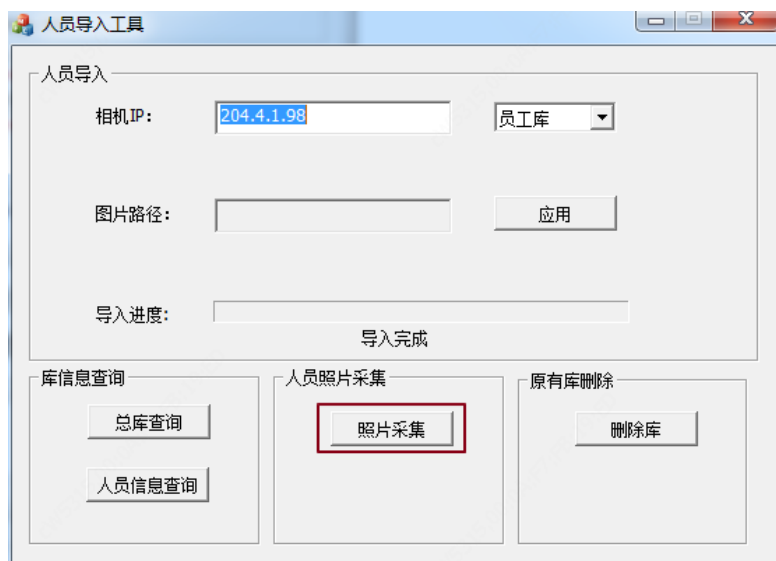 人员导入工具
人员导入
相机IP：
204.4.1.98
员工库
图片路径：
应用
导入进度：
导入完成
库信息查询
人员照片采集
原有库删除
总库查询
照片采集
删除库
人员信息查询